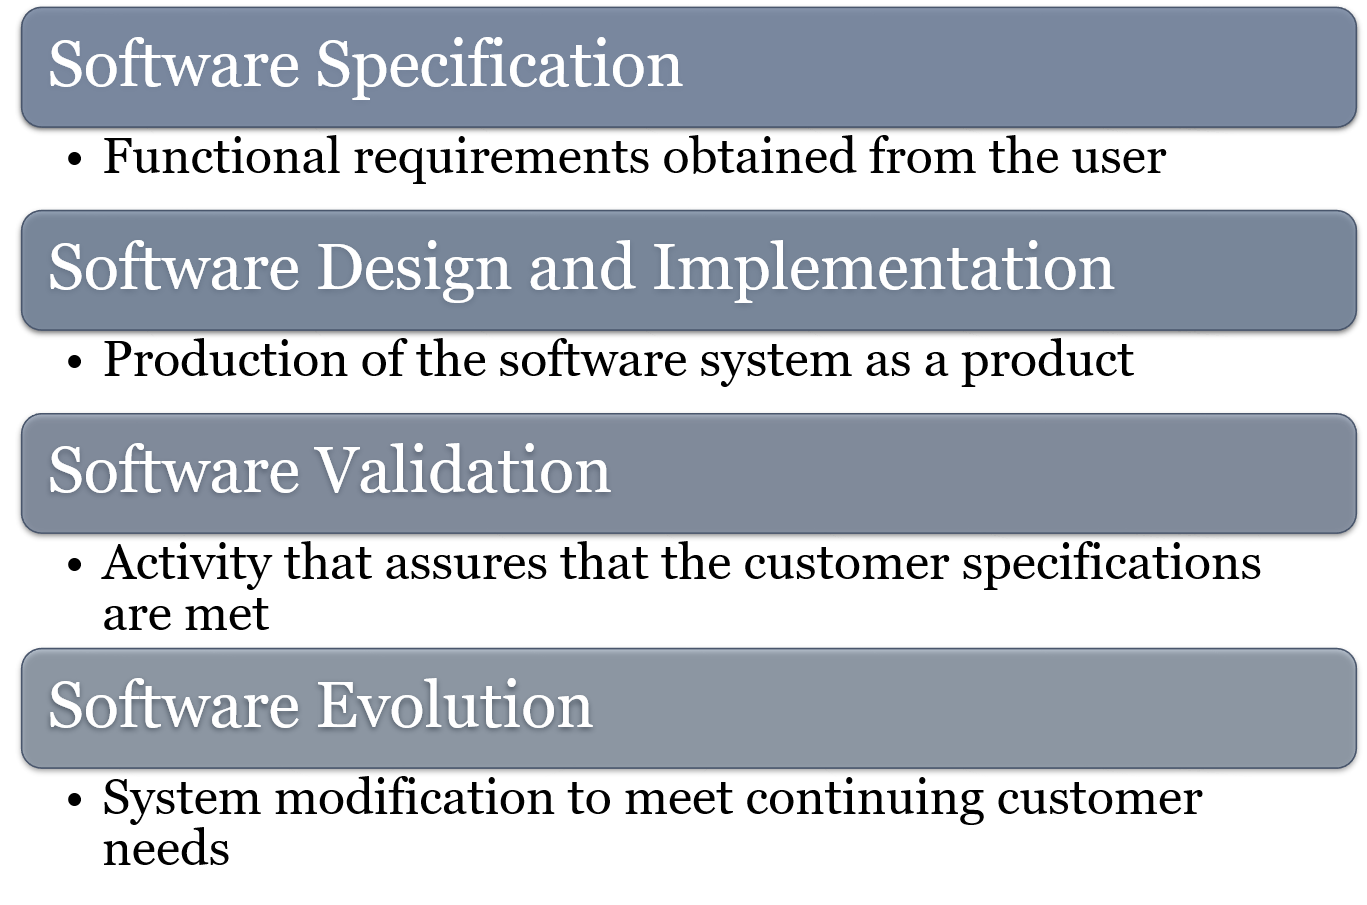 Software Specification
• Functional requirements obtained from the user
Software Design and Implementation
• Production of the software system as a product
Software Validation
• Activity that assures that the customer specifications
are met
Software Evolution
• System modification to meet continuing customer
needs